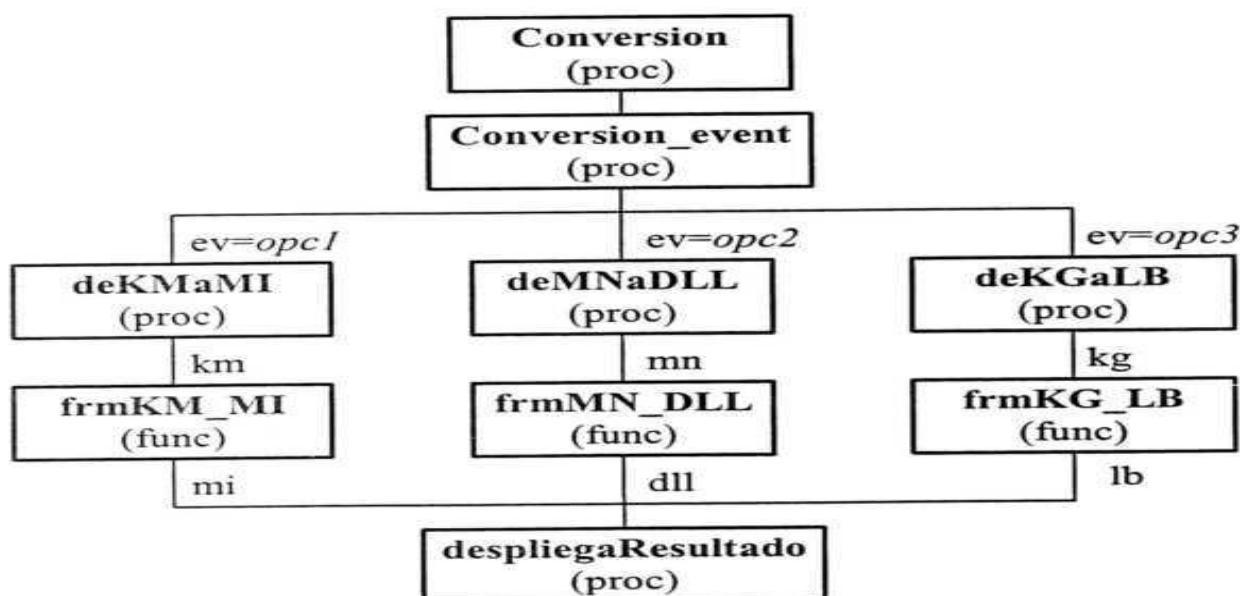 Conversion
(proc)
Conversion_event
(proc)
ev=opc1
ev=opc2
ev=opc3
deKMaMI
(proc)
deMNaDLL
(proc)
deKGaLB
(proc)
km
mn
kg
frmKM_MI
(func)
frmMN_DLL
(func)
frmKG_LB
(func)
mi
dll
lb
despliegaResultado
(proc)